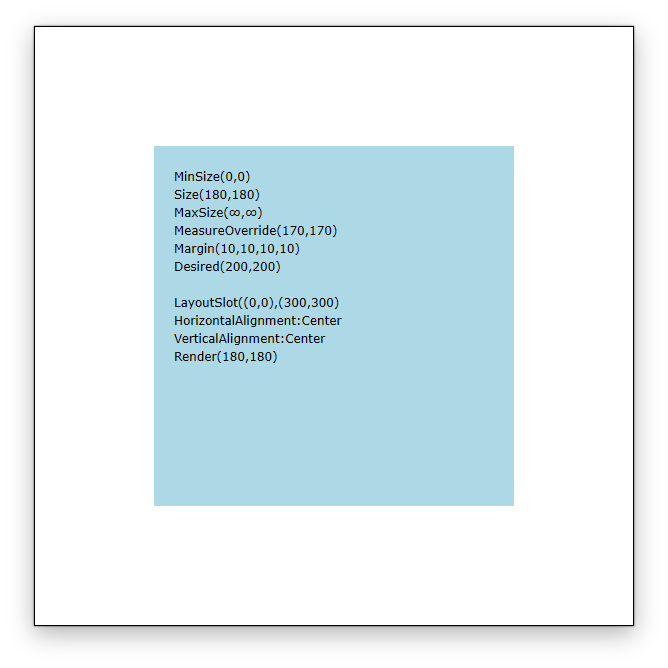 MinSize(0,0)
Size(180,180)
MaxSize(∞,∞)
MeasureOverride(170,170)
Margin(10,10,10,10)
Desired(200,200)
LayoutSlot((0,0),(300,300)
HorizontalAlignment:Center
VerticalAlignment:Center
Render(180,180)